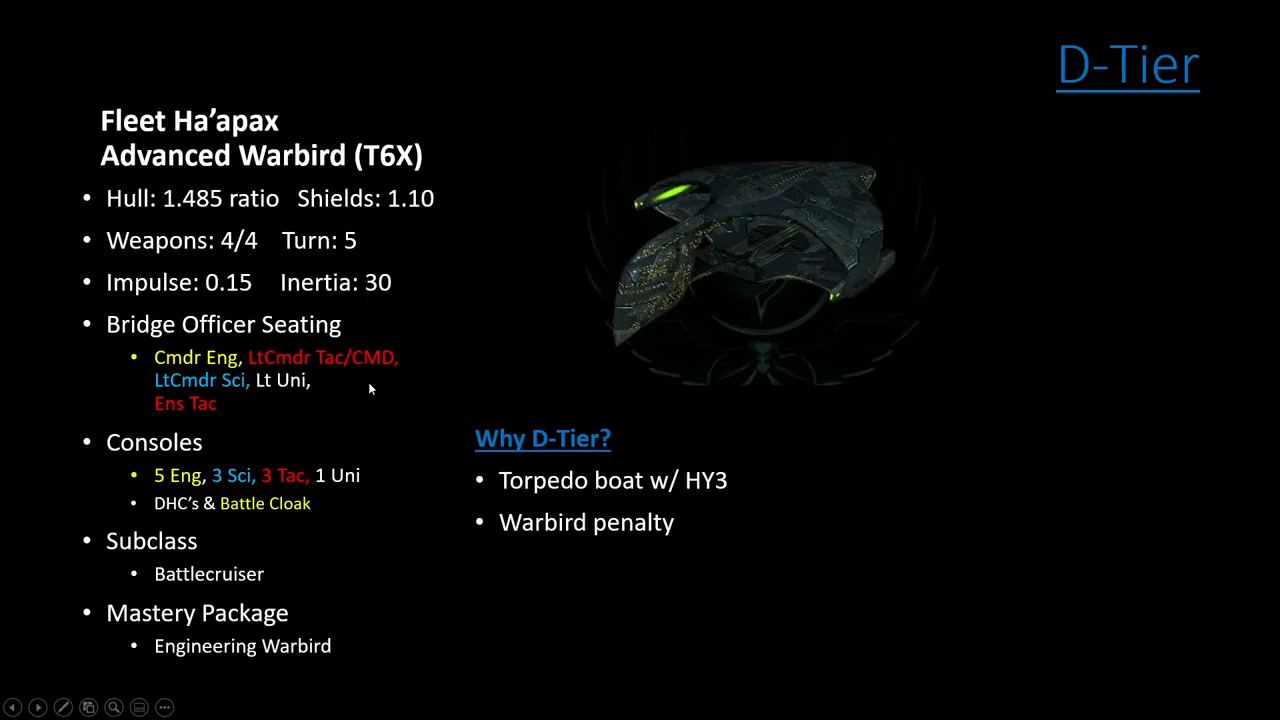 D-Tier
Fleet Ha’apax
Advanced Warbird (T6X)
• Hull: 1.485 ratio Shields: 1.10
• Weapons: 4/4 Turn: 5
• Impulse: 0.15 Inertia: 30
• Bridge Officer Seating
• Cmdr Eng, LtCmdr Tac/CMD,
LtCmdr Sci, Lt Uni,
Ens Tac
• Consoles
• 5 Eng, 3 Sci, 3 Tac, 1 Uni
• DHC’s & Battle Cloak
• Subclass
• Battlecruiser
• Mastery Package
• Engineering Warbird
Why D-Tier?
• Torpedo boat w/ HY3
• Warbird penalty